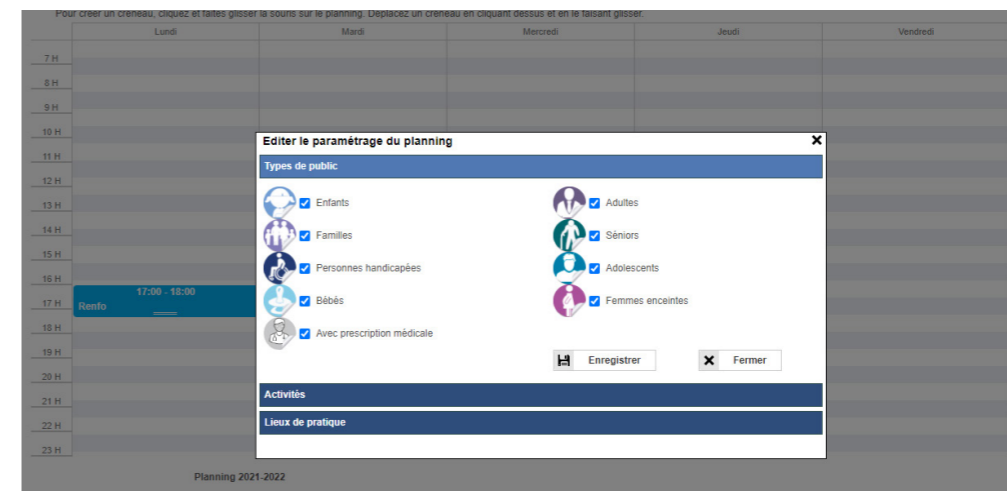 Pour créer un créneau, cliquez et faites glisser la souris sur le planning. Déplacez un créneau en cliquant dessus et en le faisant glisser.
Lundi Mardi Mercredi Jeudi Vendredi
7 H
8 H
9 H
10 H
Editer le paramétrage du planning
11 H
Types de public
12 H
13 H
Enfants Adultes
14 H
Familles Séniors
15 H
Personnes handicapées Adolescents
16 H
17:00 - 18:00
17 H
Renfo
Bébés Femmes enceintes
18 H
Avec prescription médicale
19 H
Enregistrer Fermer
20 H
Activités
21 H
22 H
Lieux de pratique
23 H
Planning 2021-2022